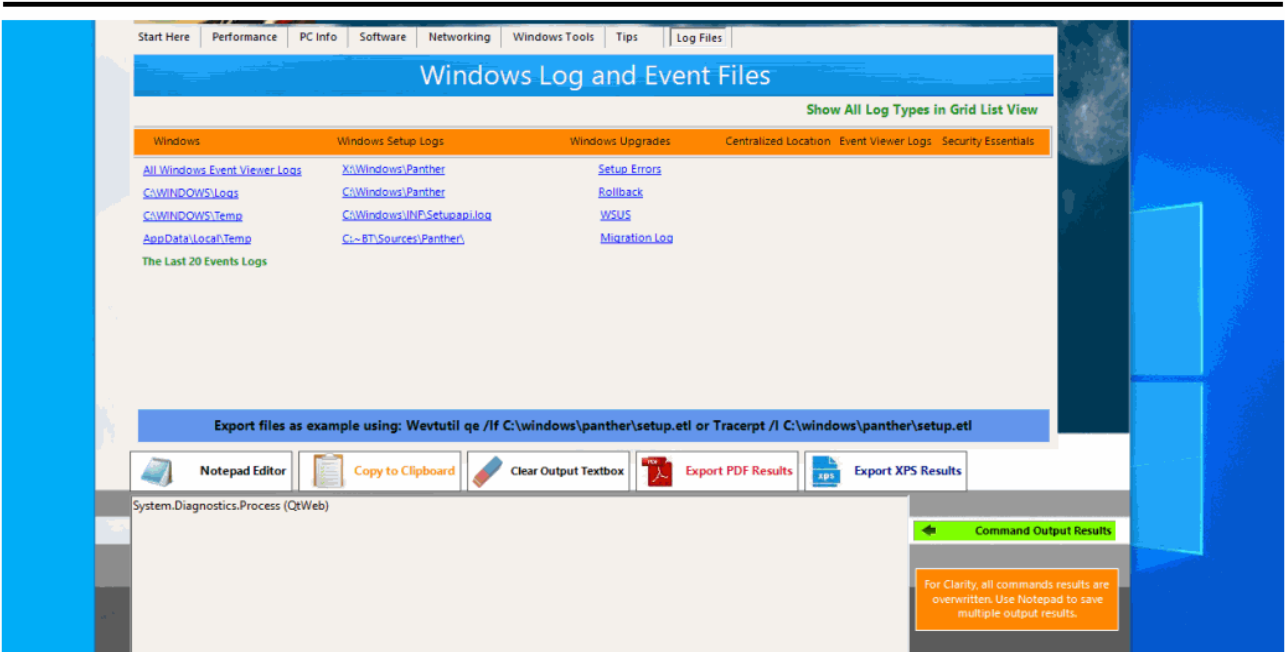 Start Here Performance PC Info Software Networking Windows Tools Tips Log Files
Windows Log and Event Files
Show All Log Types in Grid List View
Windows Windows Setup Logs Windows Upgrades Centralized Location Event Viewer Logs Security Essentials
All Windows Event Viewer Logs X:\Windows\Panther Setup Errors
C:\WINDOWS\Logs C:\Windows\Panther Rollback
C:\WINDOWS\Temp C:\Windows\INF\Setupapi.log WSUS
AppData\Local\Temp C:~BT\Sources\Panther\ Migration Log
The Last 20 Events Logs
Export files as example using: Wevtutil qe /lf C:\windows\panther\setup.etl or Tracerpt /l C:\windows\panther\setup.etl
Notepad Editor Copy to Clipboard Clear Output Textbox PDF Export PDF Results XPS Export XPS Results
System.Diagnostics.Process (QtWeb)
Command Output Results
For Clarity, all commands results are
overwritten. Use Notepad to save
multiple output results.